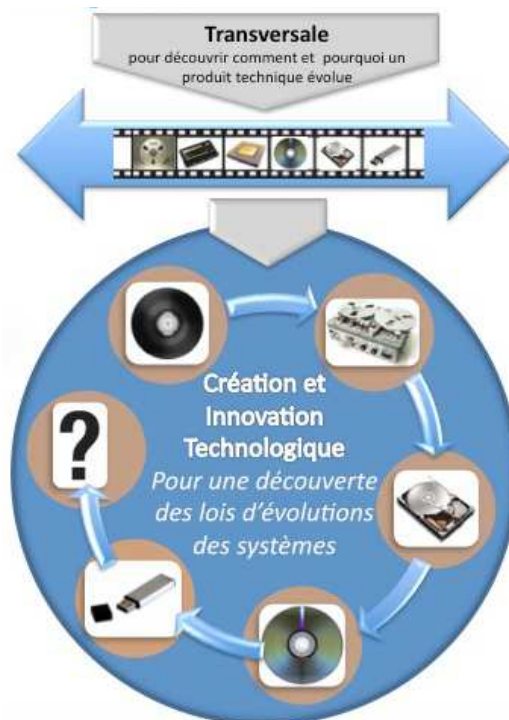 Transversale
pour découvrir comment et pourquoi un
produit technique évolue
Création et
Innovation
Technologique
Pour une découverte
des lois d'évolutions
des systèmes
?